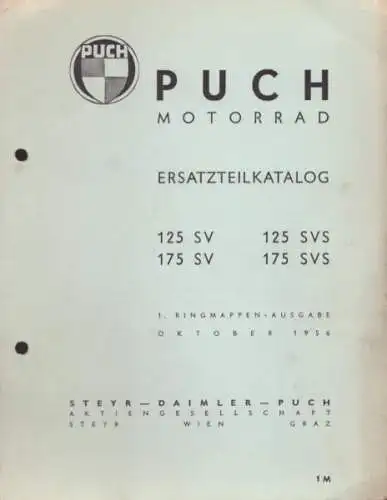 PUCH
PUCH
MOTORRAD
ERSATZTEILKATALOG
125 SV 125 SVS
175 SV 175 SVS
1. RINGMAPPEN-AUSGABE
OKTOBER 1956
STEYR—DAIMLER—PUCH
AKTIENGESELLSCHAFT
STEYR WIEN GRAZ
1 M